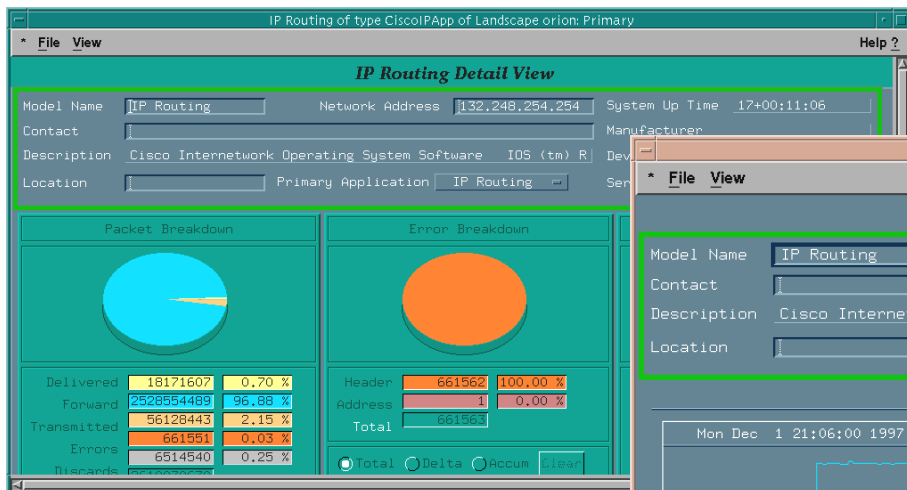 IP Routing of type CiscoIPApp of Landscape orion: Primary
* File View Help ?
IP Routing Detail View
Model Name IP Routing Network Address 132.248.254.254 System Up Time 17+00:11:06
Contact Manufacturer
Description Cisco Internetwork Operating System Software IOS (tm) R Dev
Location Primary Application IP Routing Ser
Packet Breakdown
Error Breakdown
Delivered 18171607 0.70 %
Forward 2528554489 96.88 %
Transmitted 56128443 2.15 %
Errors 661551 0.03 %
Discards 6514540 0.25 %
Header 661562 100.00 %
Address 1 0.00 %
Total 661563
Total Delta Accum Clear
* File View
Model Name IP Routing
Contact
Description Cisco Interne
Location
Mon Dec 1 21:06:00 1997